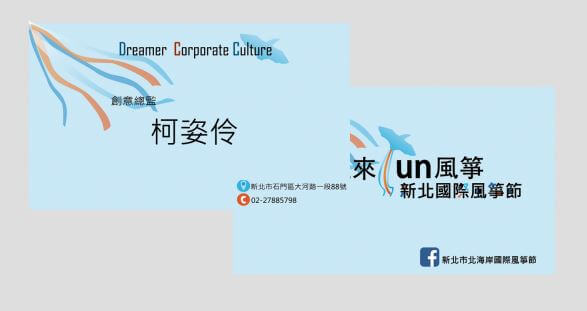 Dreamer Corporate Culture
創意總監
柯姿伶
新北市石門區大河路一段88號
02-27885798
來 fun風箏
新北國際風箏節
新北市北海岸國際風箏節